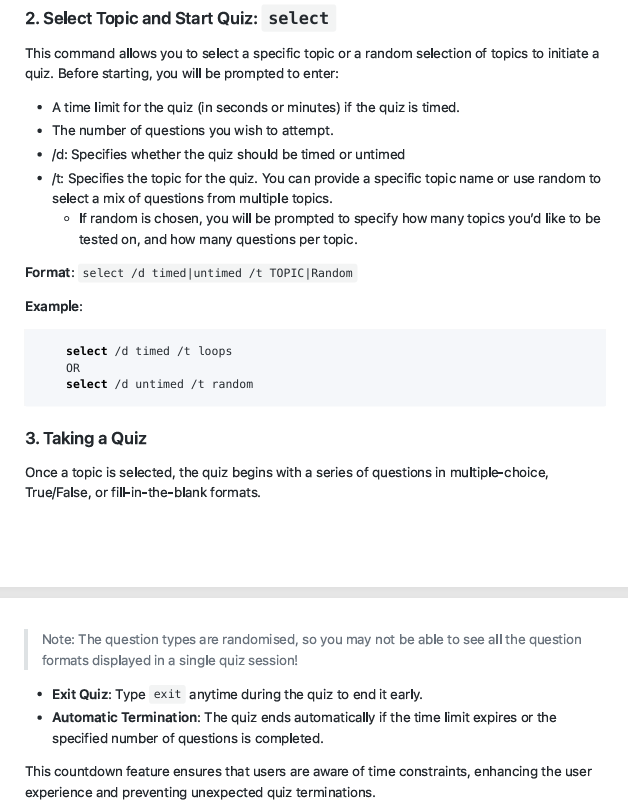 2. Select Topic and Start Quiz: select
This command allows you to select a specific topic or a random selection of topics to initiate a
quiz. Before starting, you will be prompted to enter:
• A time limit for the quiz (in seconds or minutes) if the quiz is timed.
• The number of questions you wish to attempt.
• /d: Specifies whether the quiz should be timed or untimed
• /t: Specifies the topic for the quiz. You can provide a specific topic name or use random to
select a mix of questions from multiple topics.
◦ If random is chosen, you will be prompted to specify how many topics you’d like to be
tested on, and how many questions per topic.
Format: select /d timed|untimed /t TOPIC|Random
Example:
select /d timed /t loops
OR
select /d untimed /t random
3. Taking a Quiz
Once a topic is selected, the quiz begins with a series of questions in multiple-choice,
True/False, or fill-in-the-blank formats.
Note: The question types are randomised, so you may not be able to see all the question
formats displayed in a single quiz session!
• Exit Quiz: Type exit anytime during the quiz to end it early.
• Automatic Termination: The quiz ends automatically if the time limit expires or the
specified number of questions is completed.
This countdown feature ensures that users are aware of time constraints, enhancing the user
experience and preventing unexpected quiz terminations.